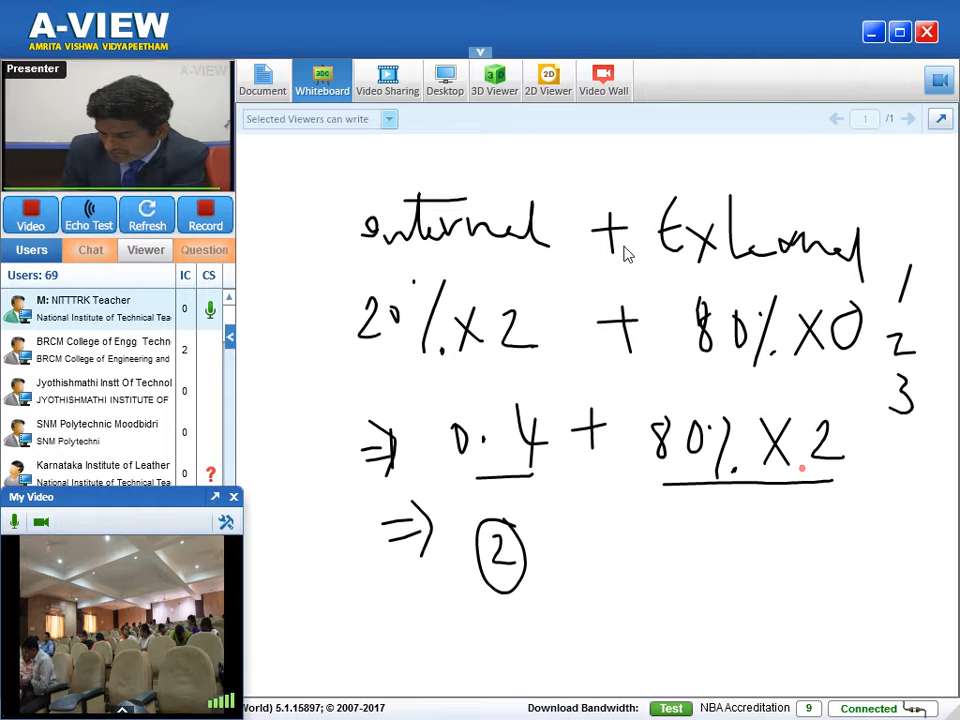 A-VIEW
AMRITA VISHWA VIDYAPEETHAM
Presenter
A-VIEW
Document
Whiteboard
Video Sharing
Desktop
3D Viewer
2D Viewer
Video Wall
Selected Viewers can write
1 /1
Video
Echo Test
Refresh
Record
Users
Chat
Viewer
Question
Users: 69
IC CS
M: NITTTRK Teacher
National Institute of Technical Tea
0
BRCM College of Engg Techn
BRCM College of Engineering and
2
Jyothishmathi Instt Of Technol
JYOTHISHMATHI INSTITUTE OF
0
SNM Polytechnic Moodbidri
SNM Polytechni
0
Karnataka Institute of Leather
National Institute of Technical Tea
0 ?
My Video
internal + External
20% X 2 + 80% X 0 1
2
3
⇒ 0.4 + 80% X 2
⇒ 2
World) 5.1.15897; © 2007-2017
Download Bandwidth: Test NBA Accreditation 9 Connected